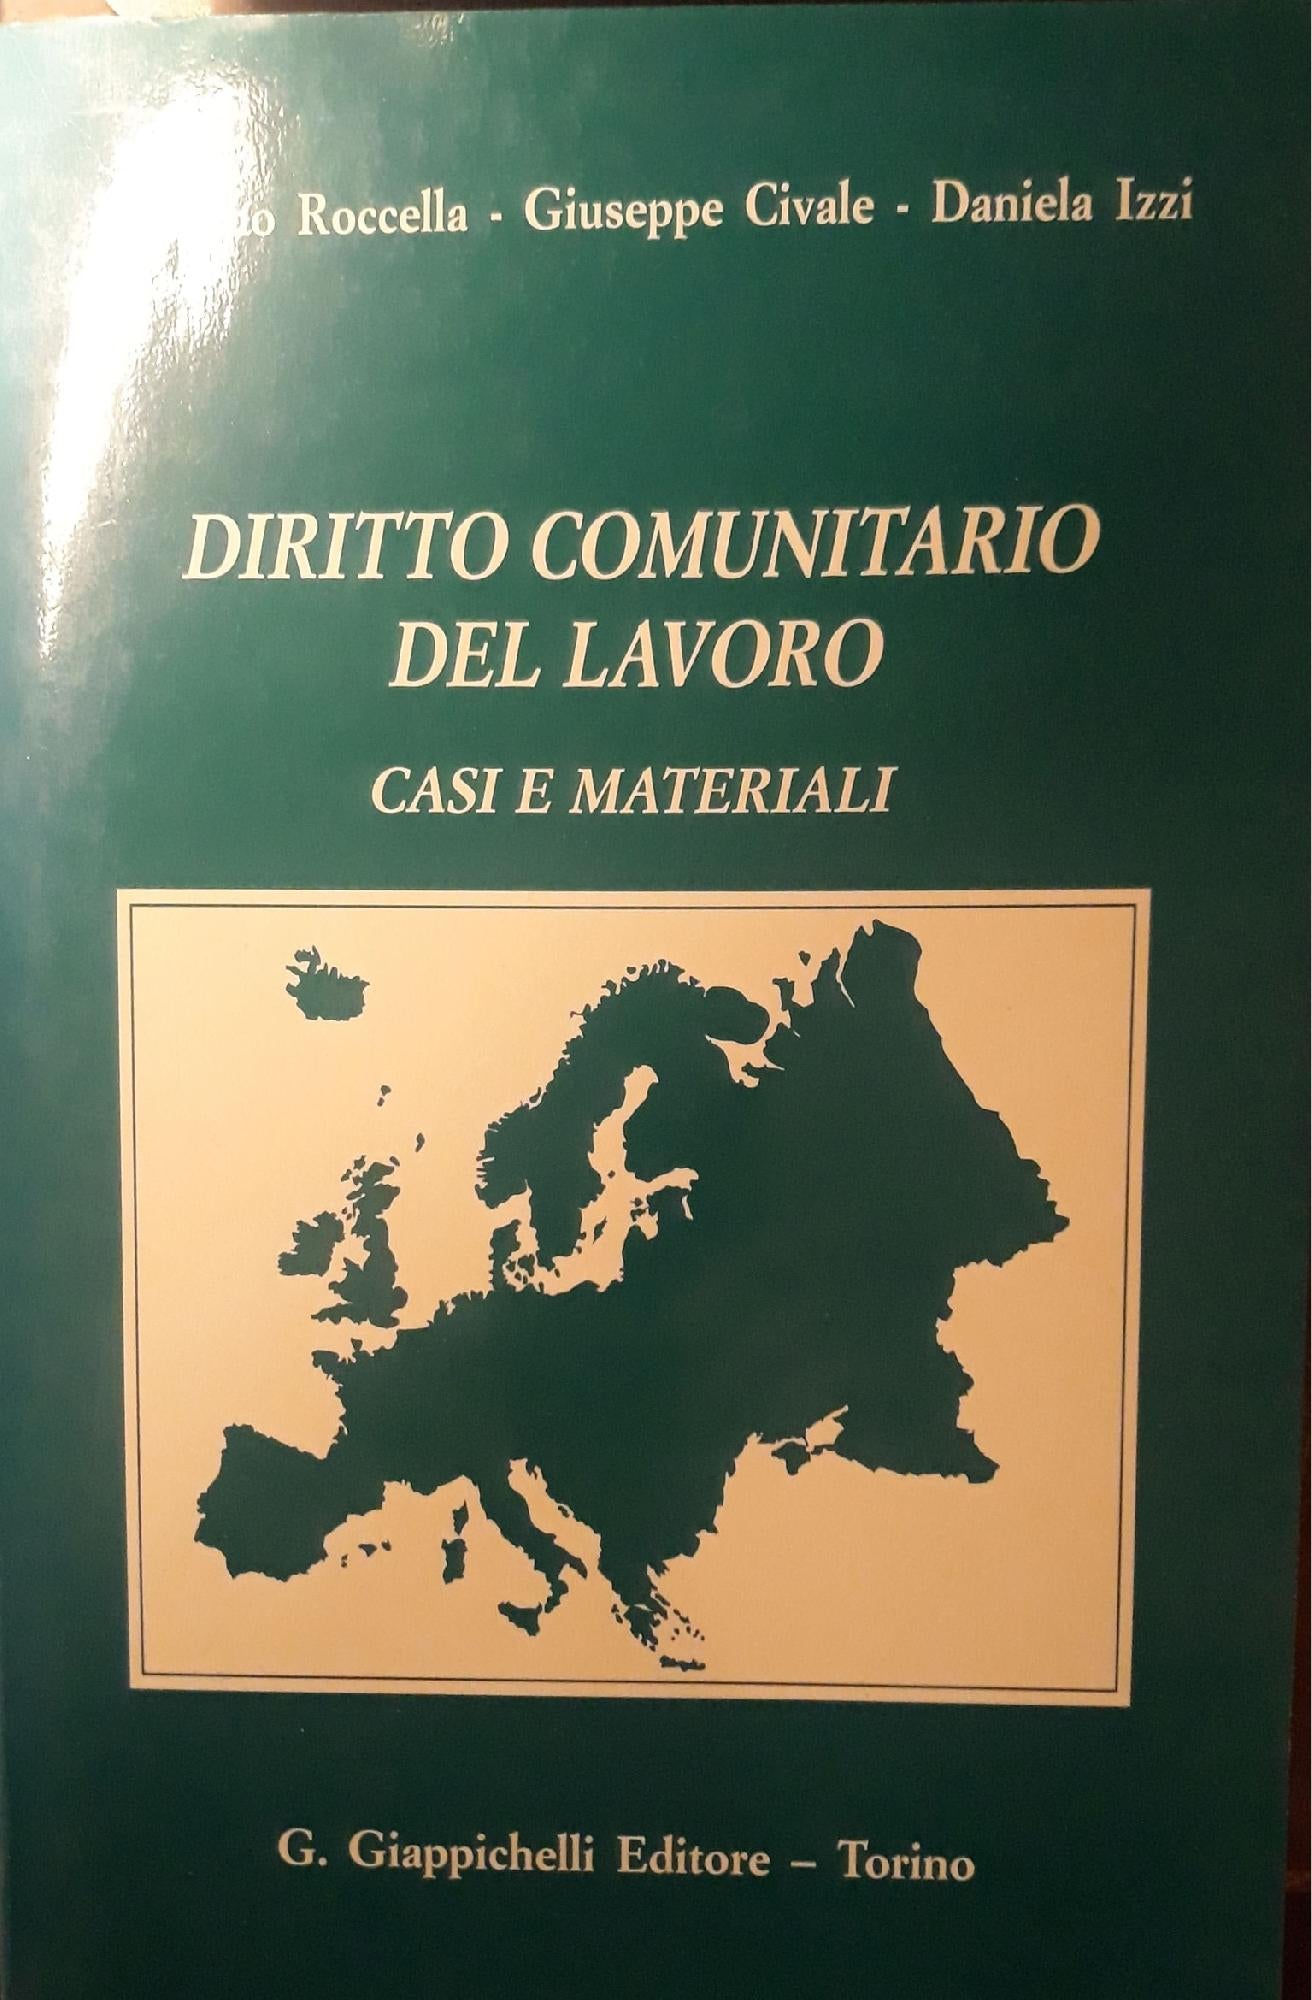 Roccella - Giuseppe Civale - Daniela Izzi
DIRITTO COMUNITARIO
DEL LAVORO
CASI E MATERIALI
G. Giappichelli Editore – Torino